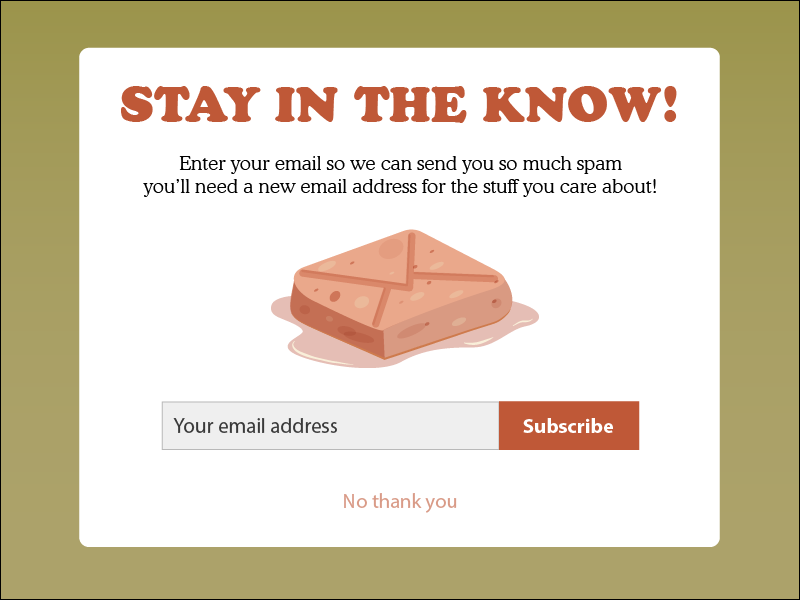 STAY IN THE KNOW!
Enter your email so we can send you so much spam
you’ll need a new email address for the stuff you care about!
Your email address
Subscribe
No thank you